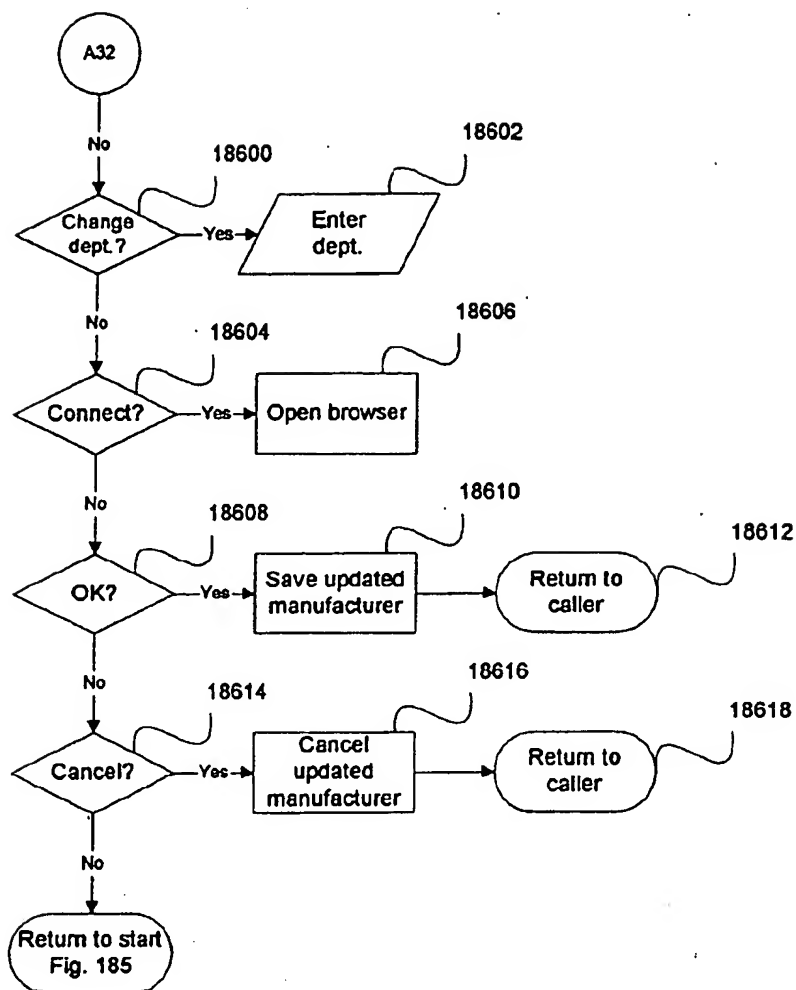 A32
No
18600
18602
Change
dept.?
Yes
Enter
dept.
No
18604
18606
Connect?
Yes
Open browser
No
18608
18610
18612
OK?
Yes
Save updated
manufacturer
Return to
caller
No
18614
18616
18618
Cancel?
Yes
Cancel
updated
manufacturer
Return to
caller
No
Return to start
Fig. 185